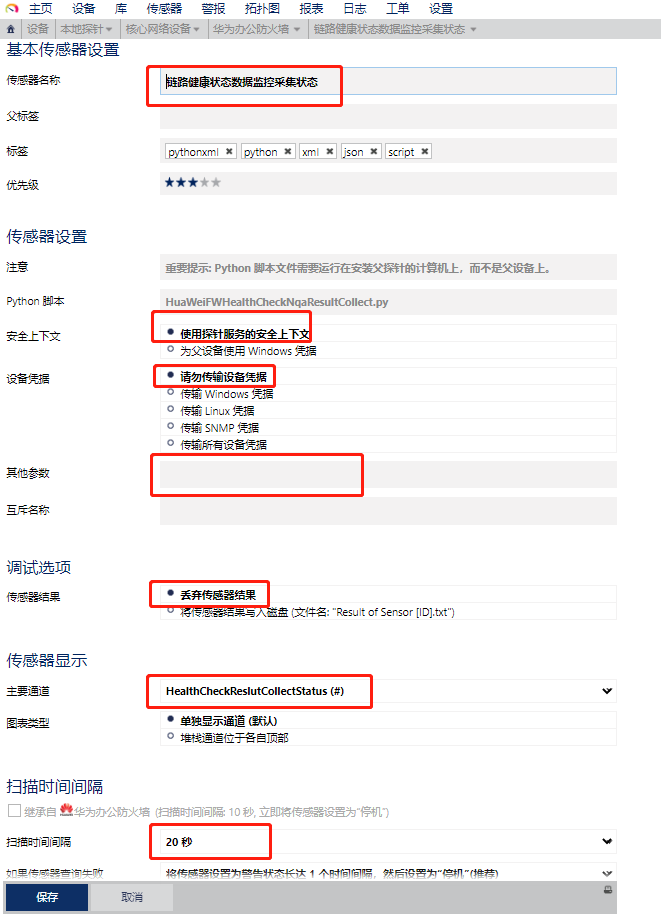 主页 设备 库 传感器 警报 拓扑图 报表 日志 工单 设置
设备 本地探针 核心网络设备 华为办公防火墙 链路健康状态数据监控采集状态
基本传感器设置
传感器名称 链路健康状态数据监控采集状态
父标签
标签 pythonxml ✖ python ✖ xml ✖ json ✖ script ✖
优先级 ★★★★★
传感器设置
注意 重要提示: Python 脚本文件需要运行在安装父探针的计算机上，而不是父设备上。
Python 脚本 HuaWeiFWHealthCheckNqaResultCollect.py
安全上下文 使用探针服务的安全上下文
为父设备使用 Windows 凭据
设备凭据 请勿传输设备凭据
传输 Windows 凭据
传输 Linux 凭据
传输 SNMP 凭据
传输所有设备凭据
其他参数
互斥名称
调试选项
传感器结果 丢弃传感器结果
将传感器结果写入磁盘 (文件名: "Result of Sensor [ID].txt")
传感器显示
主要通道 HealthCheckReslutCollectStatus (#)
图表类型 单独显示通道 (默认)
堆栈通道位于各自顶部
扫描时间间隔
继承自 华为办公防火墙 (扫描时间间隔: 10 秒, 立即将传感器设置为"停机")
扫描时间间隔 20 秒
如果传感器查询失败 将传感器设置为警告状态长达 1 个时间间隔，然后设置为"停机"(推荐)
保存 取消